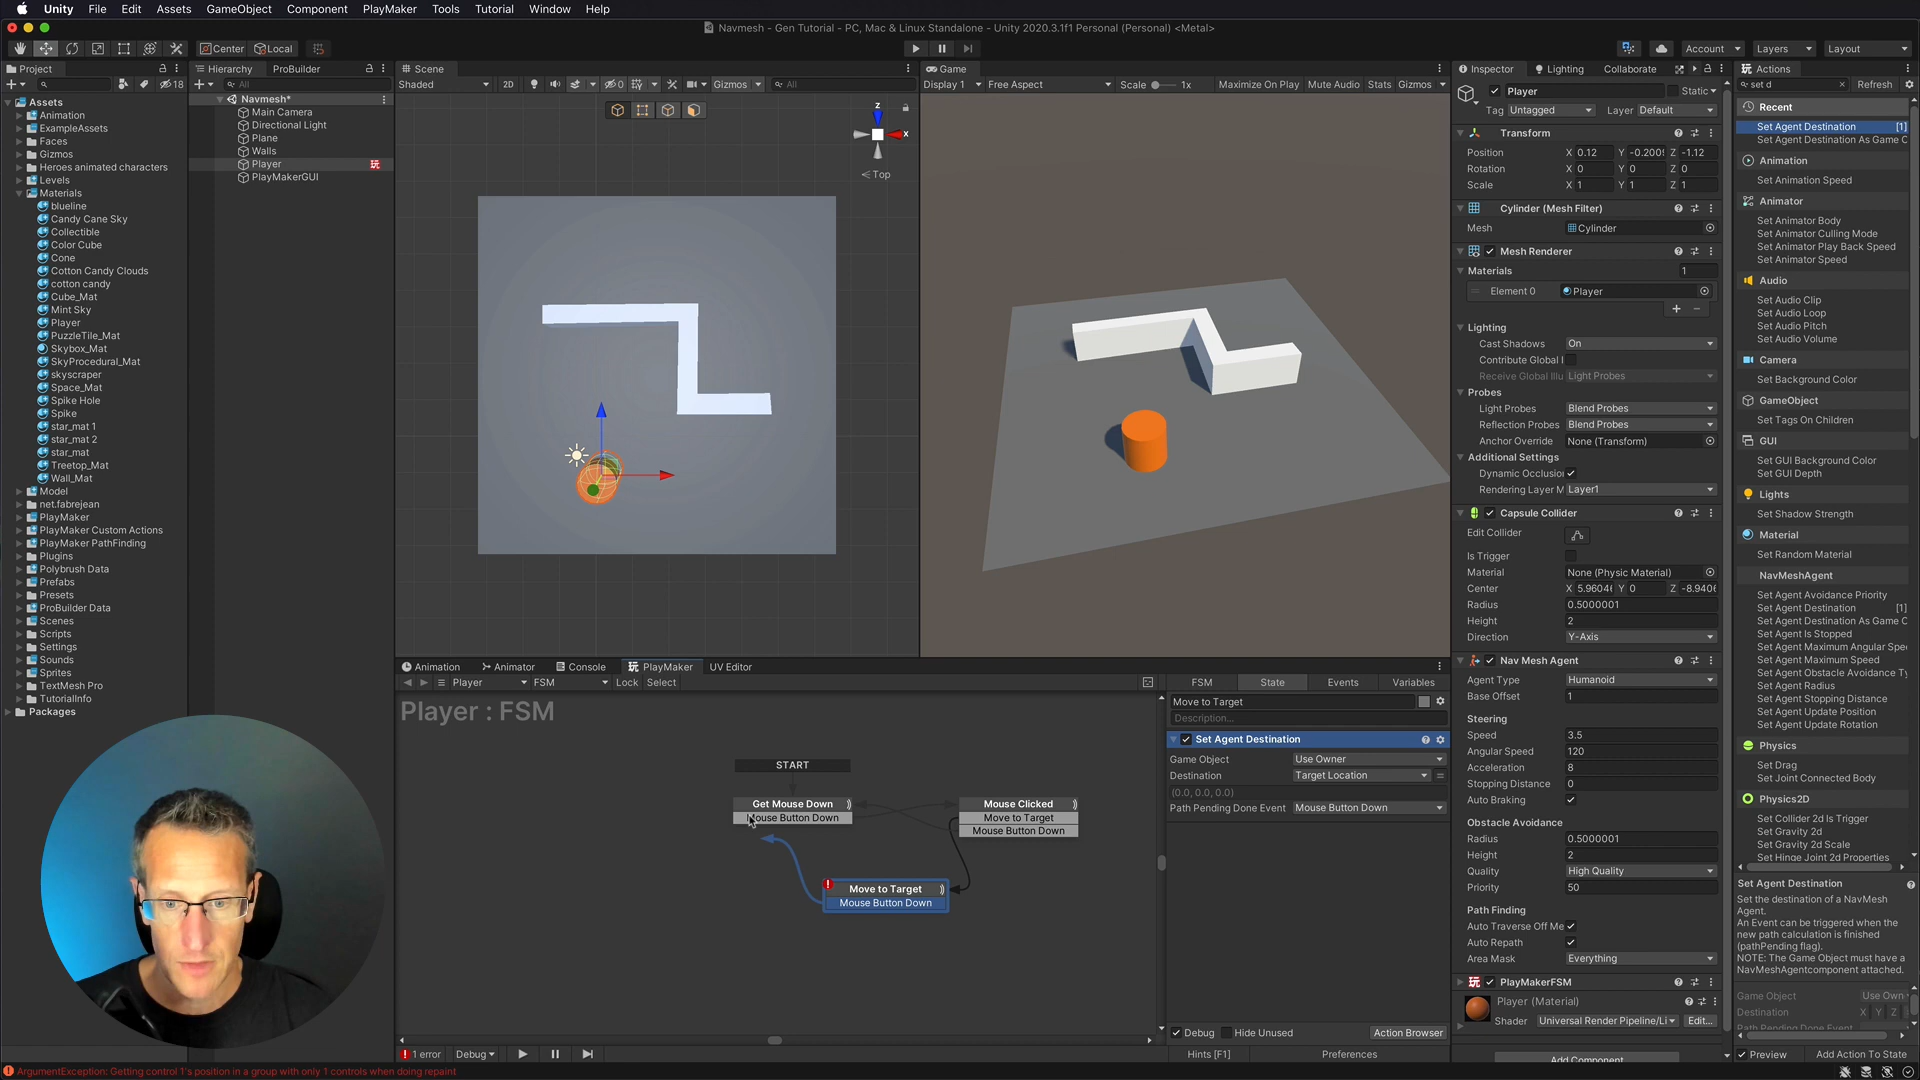 Unity File Edit Assets GameObject Component PlayMaker Tools Tutorial Window Help
Navmesh - Gen Tutorial - PC, Mac & Linux Standalone - Unity 2020.3.1f1 Personal (Personal) <Metal>
Center Local Account Layers Layout
Project
18
Assets
Animation
ExampleAssets
Faces
Gizmos
Heroes animated characters
Levels
Materials
blueline
Candy Cane Sky
Collectible
Color Cube
Cone
Cotton Candy Clouds
cotton candy
Cube_Mat
Mint Sky
Player
PuzzleTile_Mat
Skybox_Mat
SkyProcedural_Mat
skyscraper
Space_Mat
Spike Hole
Spike
star_mat 1
star_mat 2
star_mat
Treetop_Mat
Wall_Mat
Model
net.fabrejean
PlayMaker
PlayMaker Custom Actions
PlayMaker PathFinding
Plugins
Polybrush Data
Prefabs
Presets
ProBuilder Data
Scenes
Scripts
Settings
Sounds
Sprites
TextMesh Pro
TutorialInfo
Packages
Hierarchy ProBuilder
All
Navmesh*
Main Camera
Directional Light
Plane
Walls
Player
PlayMakerGUI
Scene
Shaded 2D 0 Gizmos All
z
x
Top
Game
Display 1 Free Aspect Scale 1x Maximize On Play Mute Audio Stats Gizmos
Animation Animator Console PlayMaker UV Editor
Player FSM Lock Select
Player : FSM
START
Get Mouse Down
Mouse Button Down
Mouse Clicked
Move to Target
Mouse Button Down
Move to Target
Mouse Button Down
1 error Debug
FSM State Events Variables
Move to Target
Description...
Set Agent Destination
Game Object Use Owner
Destination Target Location
(0.0, 0.0, 0.0)
Path Pending Done Event Mouse Button Down
Debug Hide Unused Action Browser
Hints [F1] Preferences
Inspector Lighting Collaborate
Player Static
Tag Untagged Layer Default
Transform
Position X 0.12 Y -0.200 Z -1.12
Rotation X 0 Y 0 Z 0
Scale X 1 Y 1 Z 1
Cylinder (Mesh Filter)
Mesh Cylinder
Mesh Renderer
Materials 1
Element 0 Player
Lighting
Cast Shadows On
Contribute Global I
Receive Global Illu Light Probes
Probes
Light Probes Blend Probes
Reflection Probes Blend Probes
Anchor Override None (Transform)
Additional Settings
Dynamic Occlusion
Rendering Layer M Layer1
Capsule Collider
Edit Collider
Is Trigger
Material None (Physic Material)
Center X 5.9604 Y 0 Z -8.940
Radius 0.5000001
Height 2
Direction Y-Axis
Nav Mesh Agent
Agent Type Humanoid
Base Offset 1
Steering
Speed 3.5
Angular Speed 120
Acceleration 8
Stopping Distance 0
Auto Braking
Obstacle Avoidance
Radius 0.5000001
Height 2
Quality High Quality
Priority 50
Path Finding
Auto Traverse Off Me
Auto Repath
Area Mask Everything
PlayMakerFSM
Player (Material)
Shader Universal Render Pipeline/Li Edit...
Add Component
Actions
set d Refresh
Recent
Set Agent Destination [1]
Set Agent Destination As Game O
Animation
Set Animation Speed
Animator
Set Animator Body
Set Animator Culling Mode
Set Animator Play Back Speed
Set Animator Speed
Audio
Set Audio Clip
Set Audio Loop
Set Audio Pitch
Set Audio Volume
Camera
Set Background Color
GameObject
Set Tags On Children
GUI
Set GUI Background Color
Set GUI Depth
Lights
Set Shadow Strength
Material
Set Random Material
NavMeshAgent
Set Agent Avoidance Priority
Set Agent Destination [1]
Set Agent Destination As Game O
Set Agent Is Stopped
Set Agent Maximum Angular Spe
Set Agent Maximum Speed
Set Agent Obstacle Avoidance Ty
Set Agent Radius
Set Agent Stopping Distance
Set Agent Update Position
Set Agent Update Rotation
Physics
Set Drag
Set Joint Connected Body
Physics2D
Set Collider 2d Is Trigger
Set Gravity 2d
Set Gravity 2d Scale
Set Hinge Joint 2d Properties
Set Agent Destination
Set the destination of a NavMesh
Agent.
An Event can be triggered when the
new path calculation is finished
(pathPending flag).
NOTE: The Game Object must have a
NavMeshAgentcomponent attached.
Game Object Use Own
Destination X Y Z
Path Pending Done Event
Preview Add Action To State
ArgumentException: Getting control 1's position in a group with only 1 controls when doing repaint